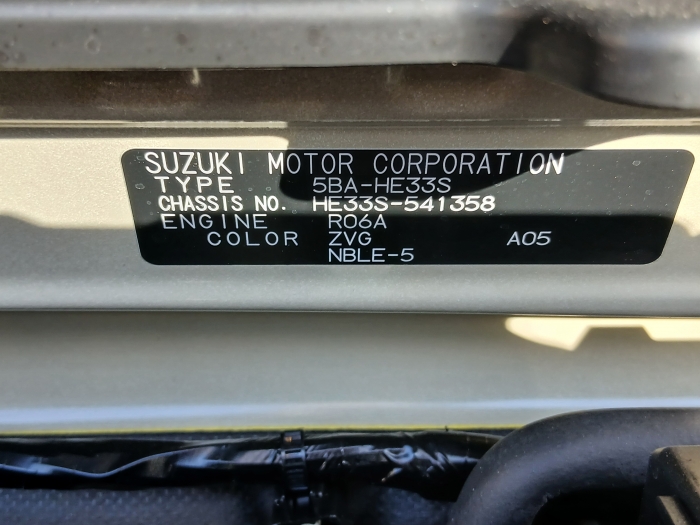 SUZUKI MOTOR CORPORATION
TYPE 5BA-HE33S
CHASSIS NO. HE33S-541358
ENGINE R06A
COLOR ZVG A05
NBLE-5